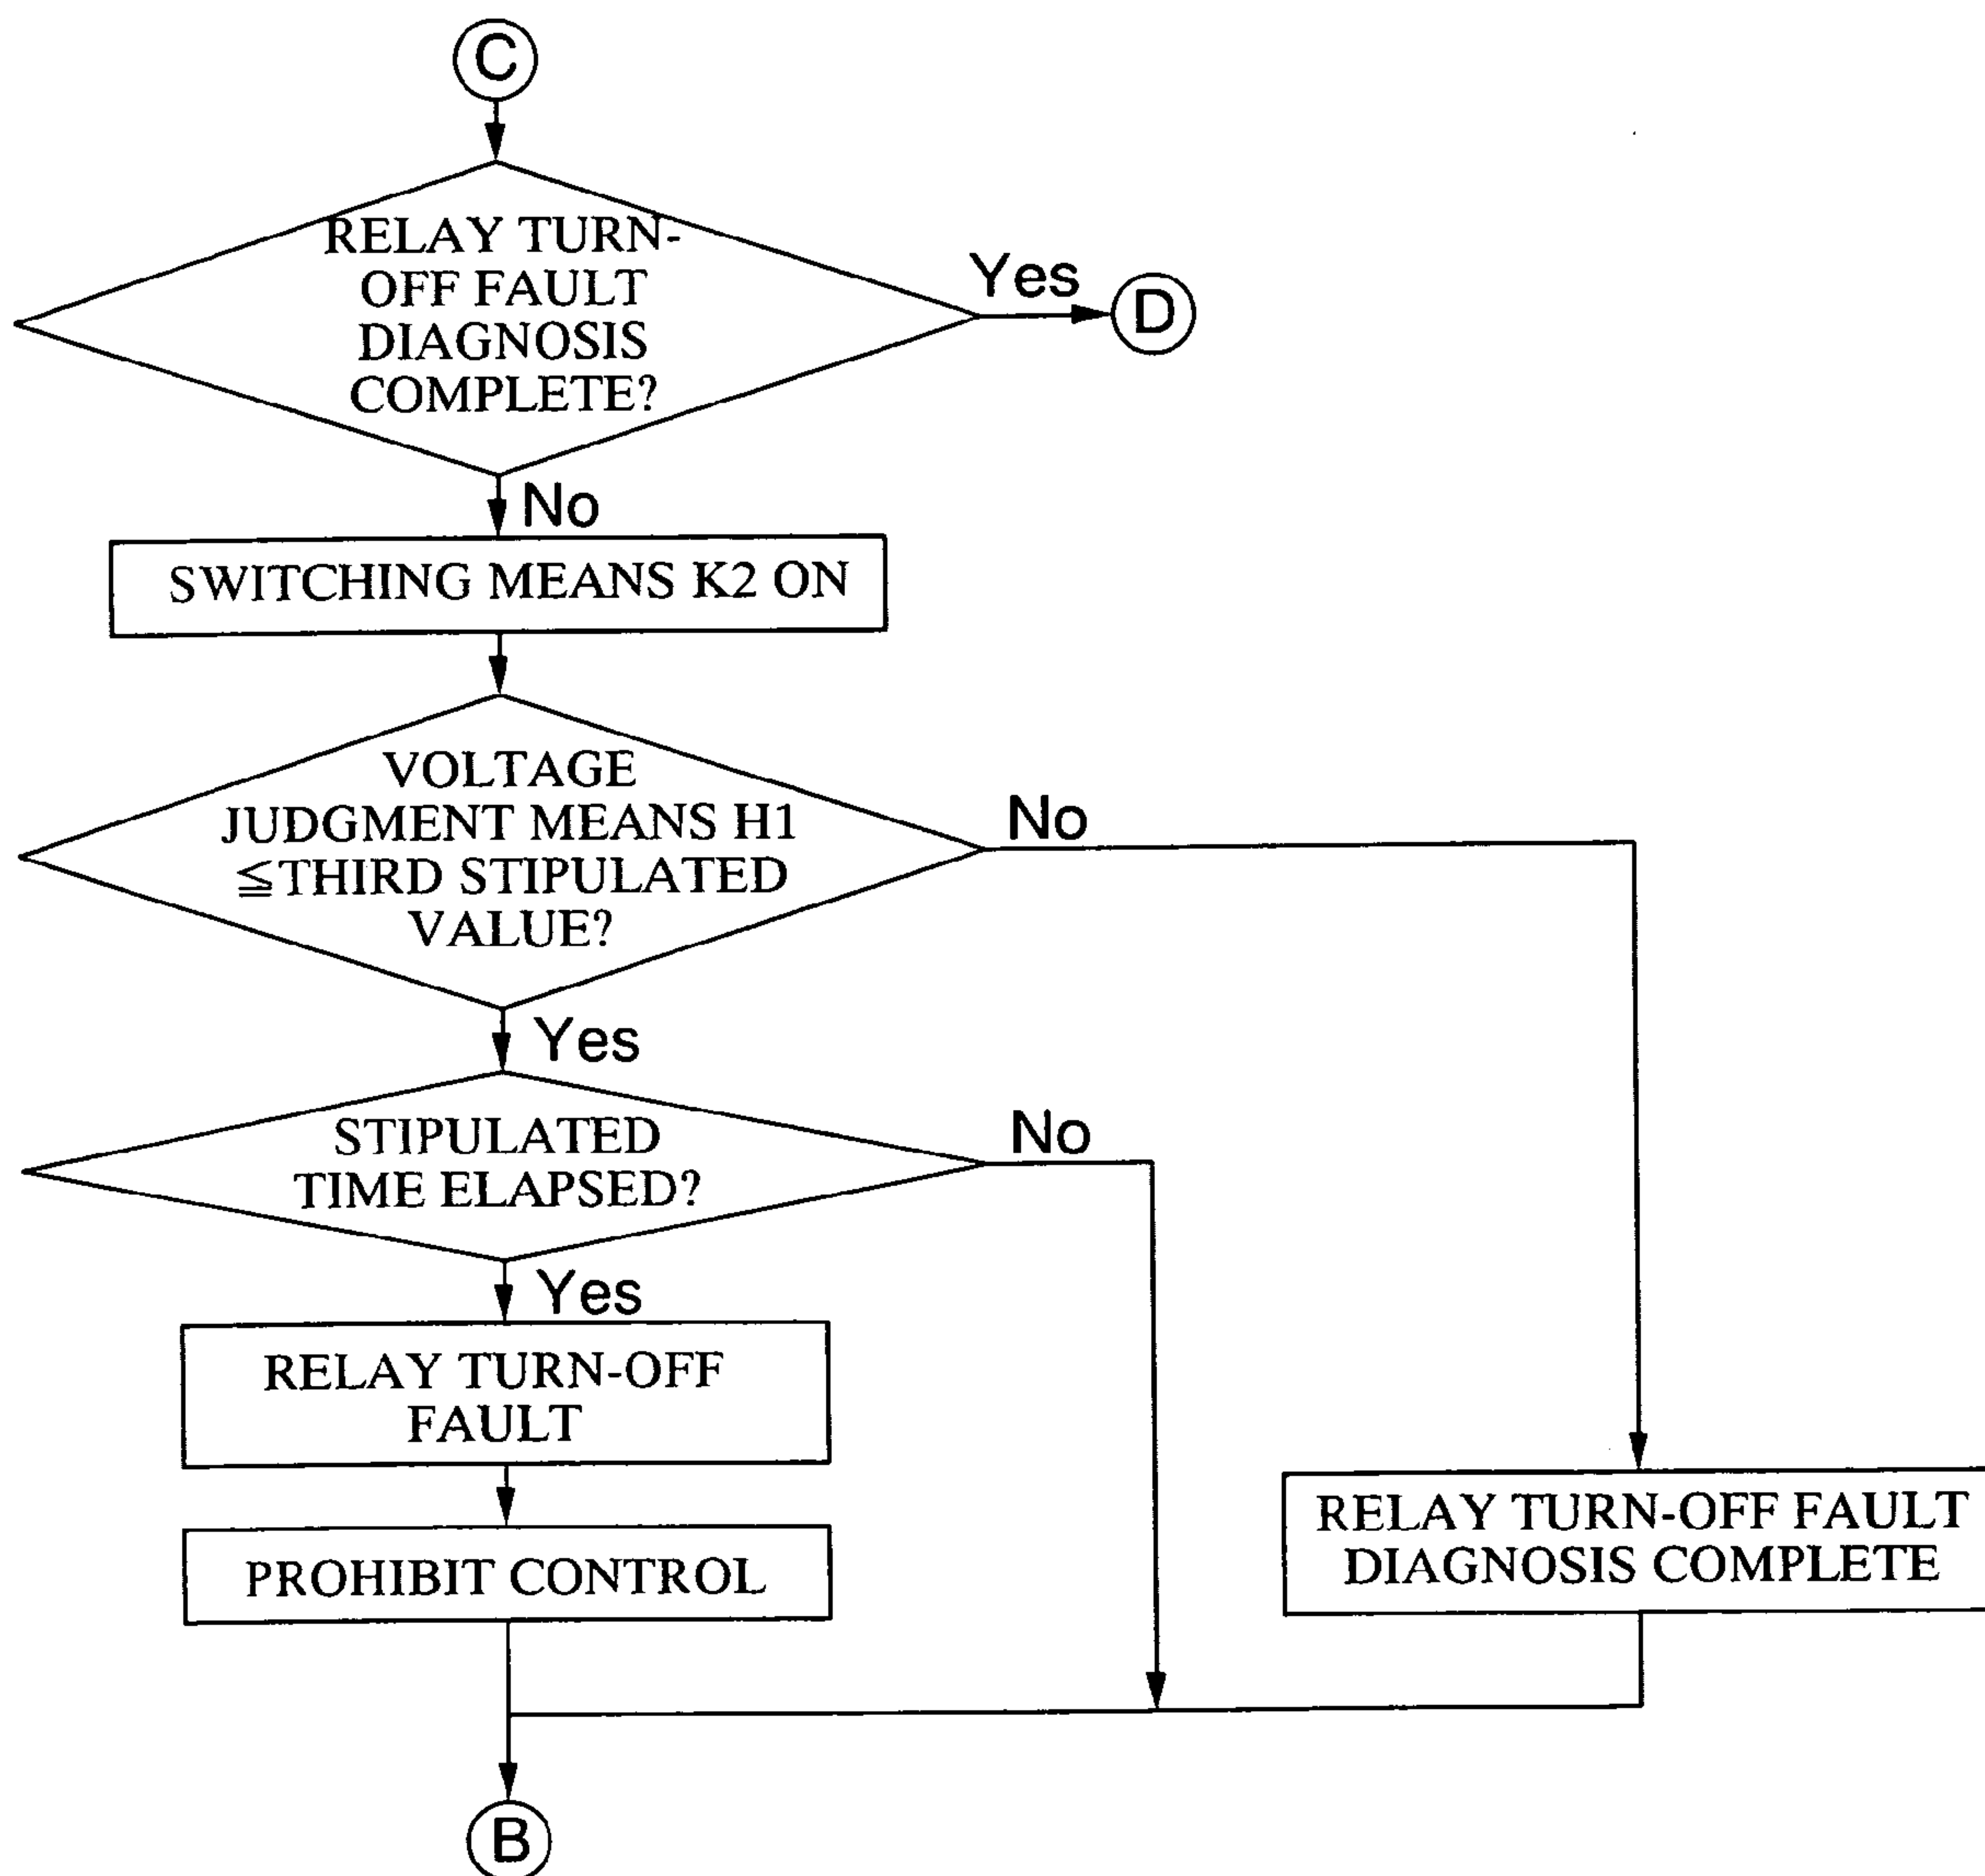 C
RELAY TURN-
OFF FAULT
DIAGNOSIS
COMPLETE?
Yes
D
No
SWITCHING MEANS K2 ON
VOLTAGE
JUDGMENT MEANS H1
≦THIRD STIPULATED
VALUE?
No
Yes
STIPULATED
TIME ELAPSED?
No
Yes
RELAY TURN-OFF
FAULT
PROHIBIT CONTROL
RELAY TURN-OFF FAULT
DIAGNOSIS COMPLETE
B